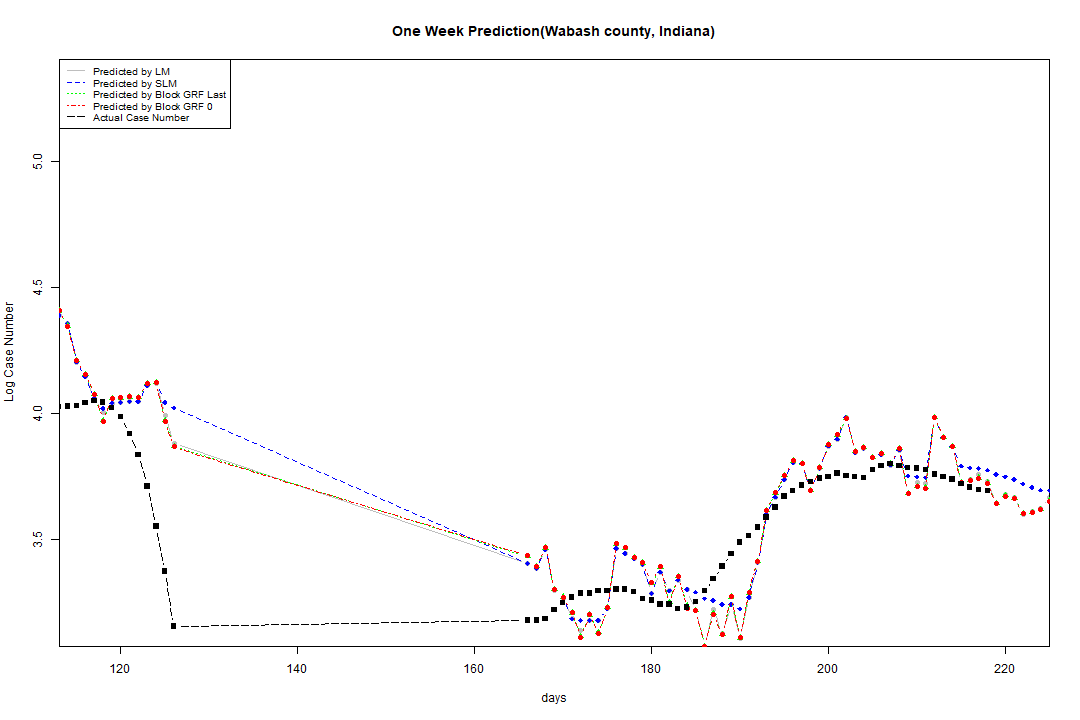 One Week Prediction(Wabash county, Indiana)
Predicted by LM
Predicted by SLM
Predicted by Block GRF Last
Predicted by Block GRF 0
Actual Case Number
5.0
4.5
4.0
3.5
Log Case Number
120 140 160 180 200 220
days